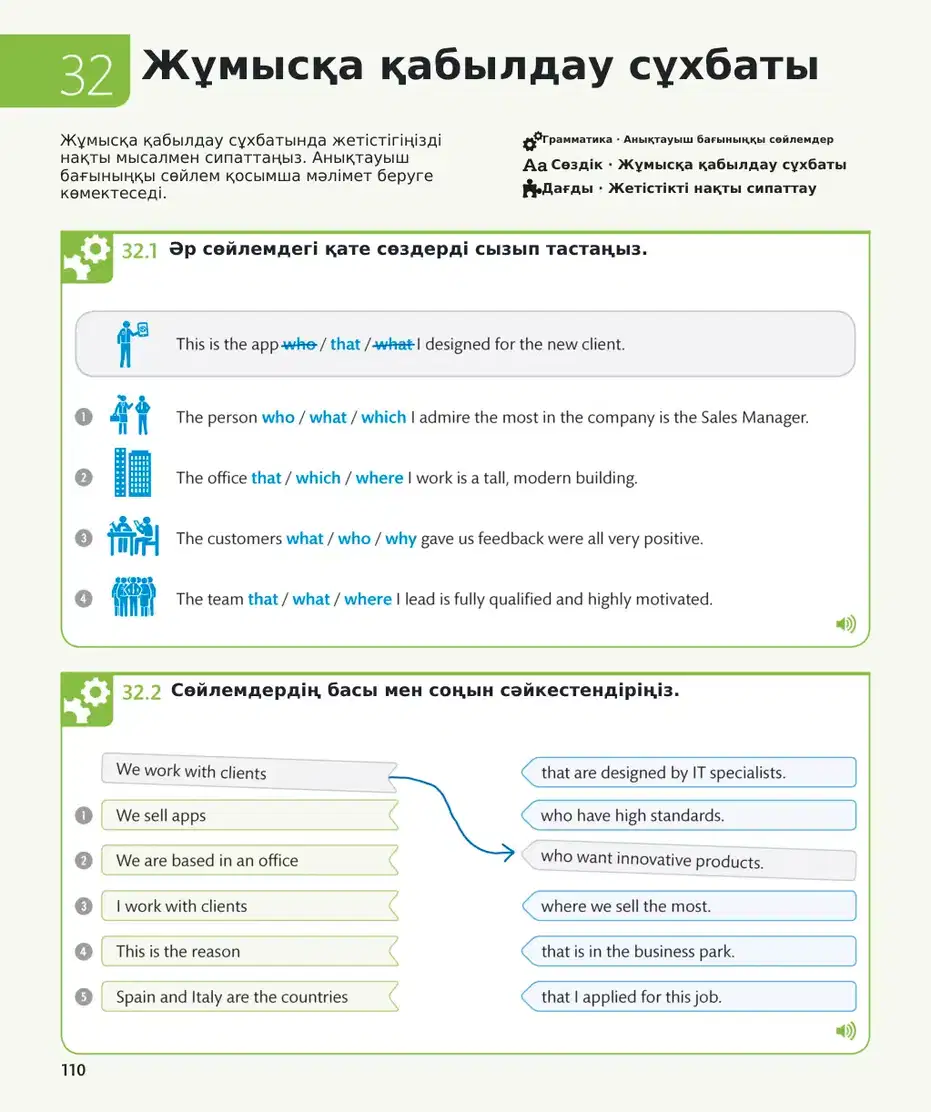 32
Жұмысқа қабылдау сұхбаты
Жұмысқа қабылдау сұхбатында жетістігіңізді
нақты мысалмен сипаттаңыз. Анықтауыш
бағыныңқы сөйлем қосымша мәлімет беруге
көмектеседі.
Грамматика · Анықтауыш бағыныңқы сөйлемдер
Aa Сөздік · Жұмысқа қабылдау сұхбаты
Дағды · Жетістікті нақты сипаттау
32.1 Әр сөйлемдегі қате сөздерді сызып тастаңыз.
This is the app who / that / what I designed for the new client.
1 The person who / what / which I admire the most in the company is the Sales Manager.
2 The office that / which / where I work is a tall, modern building.
3 The customers what / who / why gave us feedback were all very positive.
4 The team that / what / where I lead is fully qualified and highly motivated.
32.2 Сөйлемдердің басы мен соңын сәйкестендіріңіз.
We work with clients
1 We sell apps
2 We are based in an office
3 I work with clients
4 This is the reason
5 Spain and Italy are the countries
that are designed by IT specialists.
who have high standards.
who want innovative products.
where we sell the most.
that is in the business park.
that I applied for this job.
110